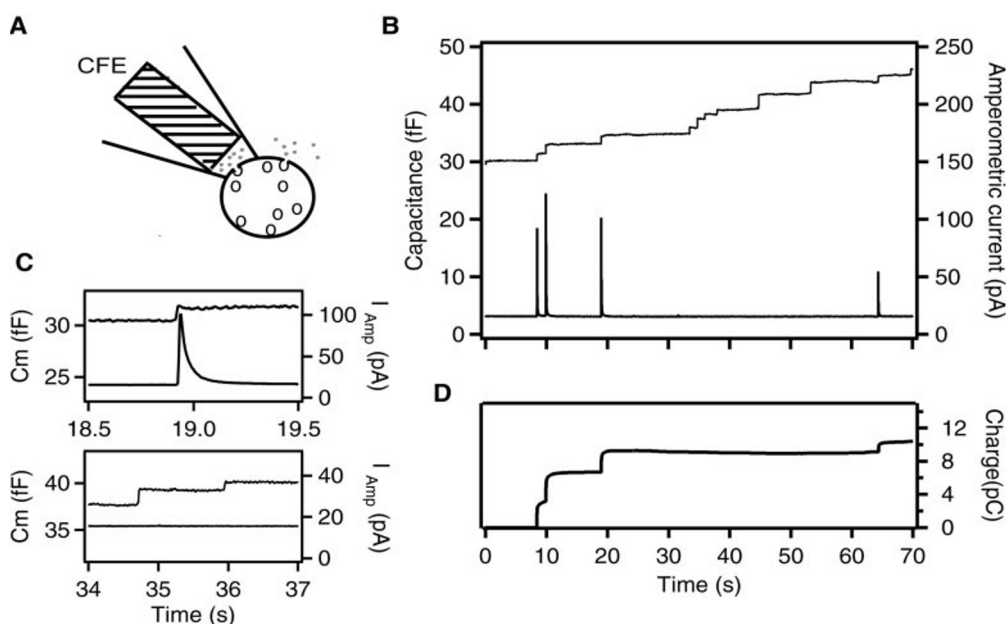 A
CFE
B
50
40
30
20
10
0
Capacitance (fF)
250
200
150
100
50
0
Amperometric current (pA)
C
30
25
Cm (fF)
100
50
0
I Amp (pA)
18.5 19.0 19.5
40
35
Cm (fF)
40
20
0
I Amp (pA)
34 35 36 37
Time (s)
D
12
8
4
0
Charge(pC)
0 10 20 30 40 50 60 70
Time (s)